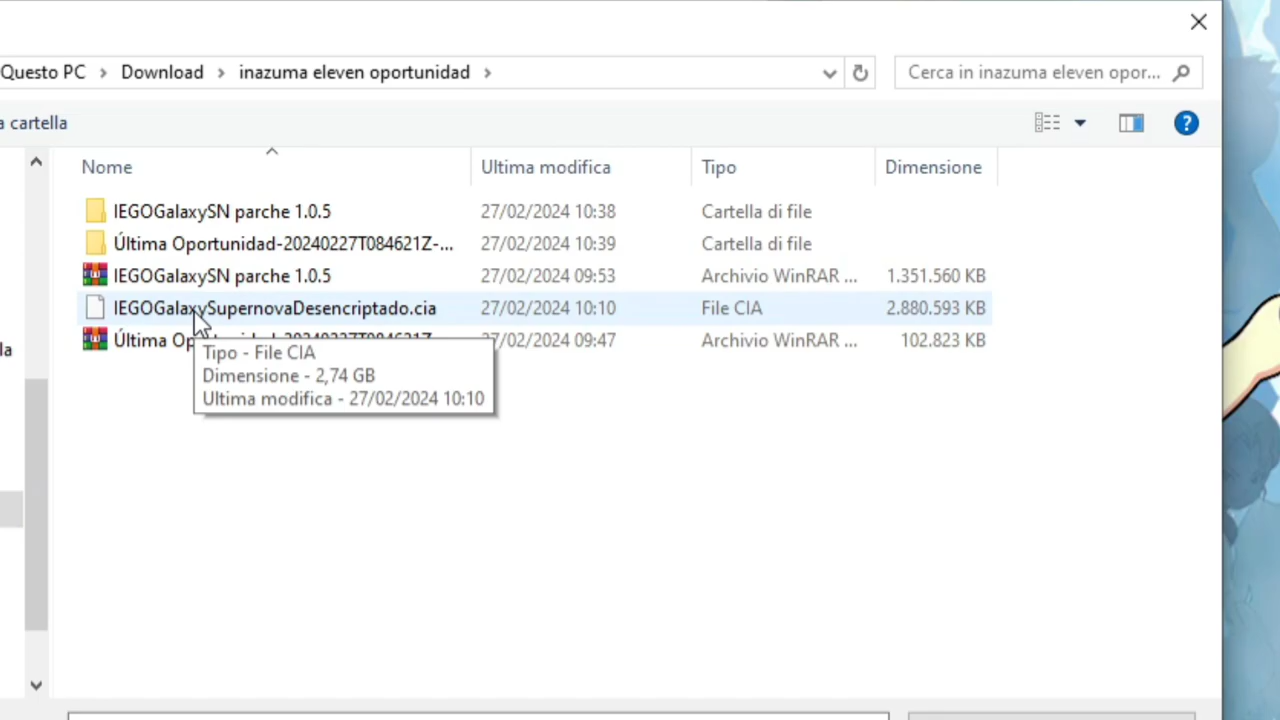 Questo PC > Download > inazuma eleven oportunidad >
Cerca in inazuma eleven opor...
a cartella
?
Nome Ultima modifica Tipo Dimensione
IEGOGalaxySN parche 1.0.5 27/02/2024 10:38 Cartella di file
Última Oportunidad-20240227T084621Z-... 27/02/2024 10:39 Cartella di file
IEGOGalaxySN parche 1.0.5 27/02/2024 09:53 Archivio WinRAR ... 1.351.560 KB
IEGOGalaxySupernovaDesencriptado.cia 27/02/2024 10:10 File CIA 2.880.593 KB
Última 27/02/2024 09:47 Archivio WinRAR ... 102.823 KB
la
Tipo - File CIA
Dimensione - 2,74 GB
Ultima modifica - 27/02/2024 10:10